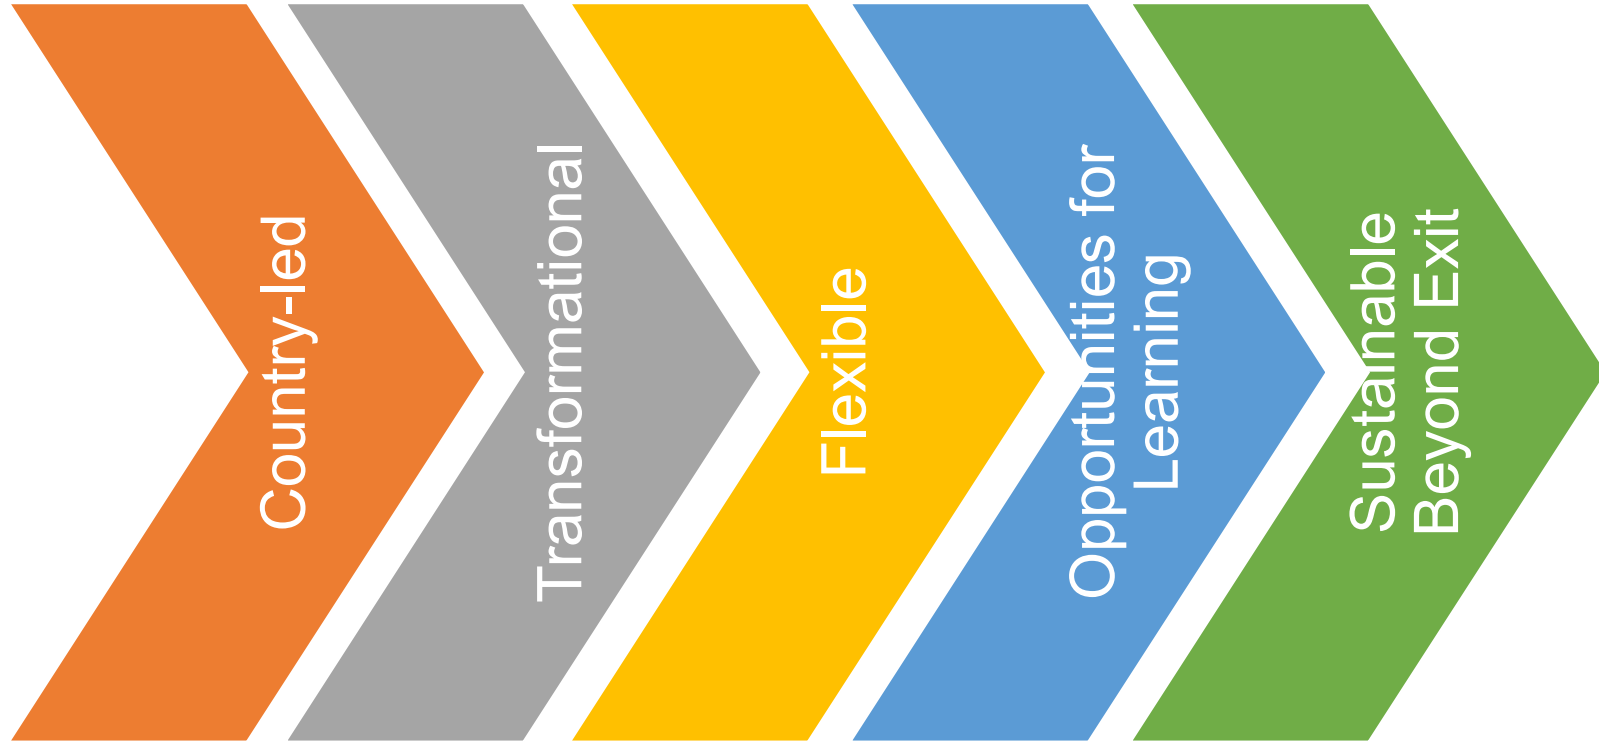 Country-led
Transformational
Flexible
Opportunities for
Learning
Sustainable
Beyond Exit